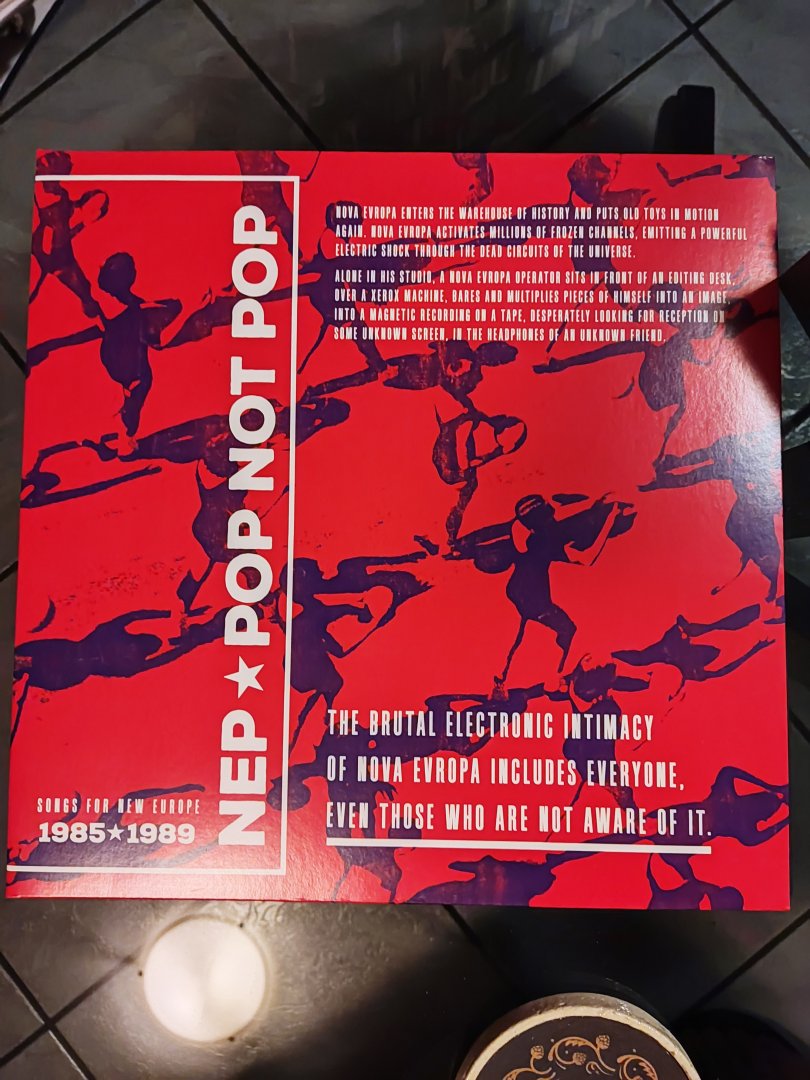 NEP ★ POP NOT POP
SONGS FOR NEW EUROPE
1985★1989
NOVA EVROPA ENTERS THE WAREHOUSE OF HISTORY AND PUTS OLD TOYS IN MOTION
AGAIN. NOVA EVROPA ACTIVATES MILLIONS OF FROZEN CHANNELS, EMITTING A POWERFUL
ELECTRIC SHOCK THROUGH THE DEAD CIRCUITS OF THE UNIVERSE.
ALONE IN HIS STUDIO, A NOVA EVROPA OPERATOR SITS IN FRONT OF AN EDITING DESK,
OVER A XEROX MACHINE, BARES AND MULTIPLIES PIECES OF HIMSELF INTO AN IMAGE,
INTO A MAGNETIC RECORDING ON A TAPE, DESPERATELY LOOKING FOR RECEPTION ON
SOME UNKNOWN SCREEN, IN THE HEADPHONES OF AN UNKNOWN FRIEND.
THE BRUTAL ELECTRONIC INTIMACY
OF NOVA EVROPA INCLUDES EVERYONE,
EVEN THOSE WHO ARE NOT AWARE OF IT.